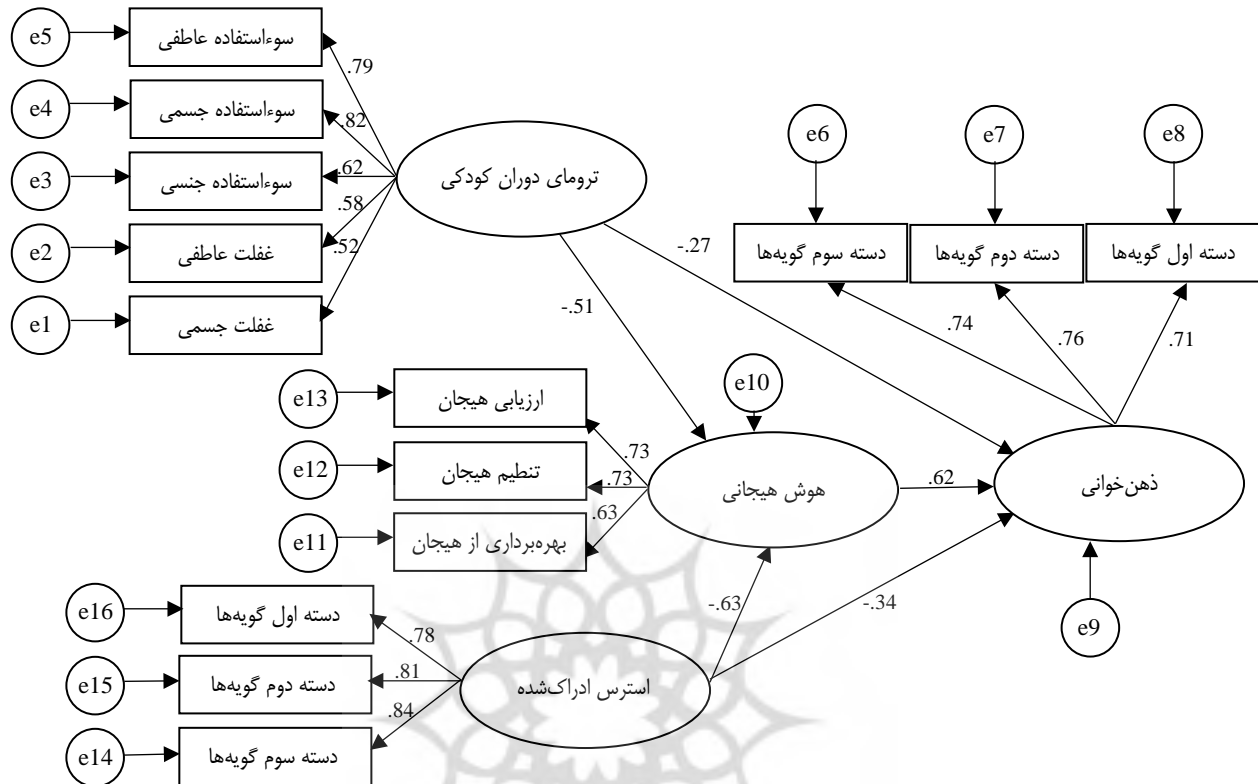 e5
سوءاستفاده عاطفی
.79
e4
سوءاستفاده جسمی
.82
e3
سوءاستفاده جنسی
.62
e2
غفلت عاطفی
.58
e1
غفلت جسمی
.52
ترومای دوران کودکی
e6
e7
e8
دسته سوم گویه‌ها
دسته دوم گویه‌ها
دسته اول گویه‌ها
.74
.76
.71
-.27
-.51
e13
ارزیابی هیجان
.73
e12
تنظیم هیجان
.73
e11
بهره‌برداری از هیجان
.63
e10
هوش هیجانی
.62
ذهن‌خوانی
e9
-.63
-.34
e16
دسته اول گویه‌ها
.78
e15
دسته دوم گویه‌ها
.81
e14
دسته سوم گویه‌ها
.84
استرس ادراک‌شده